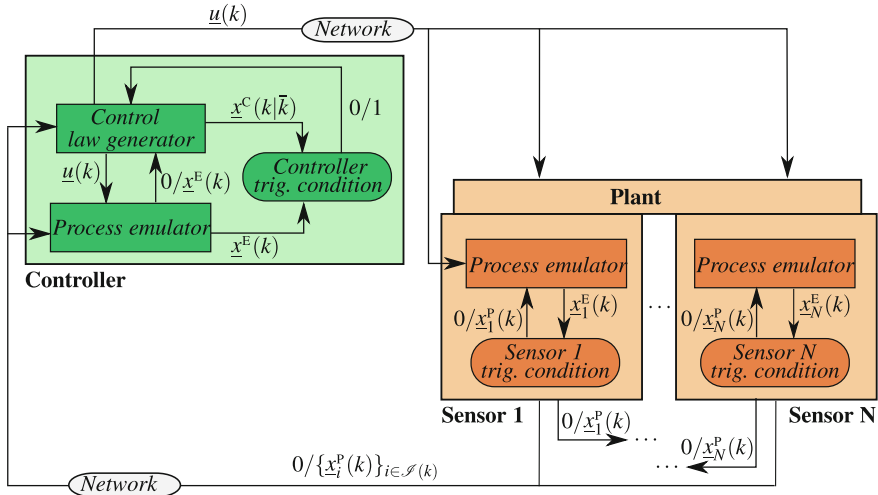 u(k)
Network
Control
law generator
x^C(k|k̄)
0/1
u(k)
0/x^E(k)
Controller
trig. condition
Process emulator
x^E(k)
Controller
Plant
Process emulator
Process emulator
0/x_1^P(k)
x_1^E(k)
...
0/x_N^P(k)
x_N^E(k)
Sensor 1
trig. condition
Sensor N
trig. condition
Sensor 1
Sensor N
0/x_1^P(k)
...
...
0/x_N^P(k)
0/{x_i^P(k)}_{i∈𝓘(k)}
Network